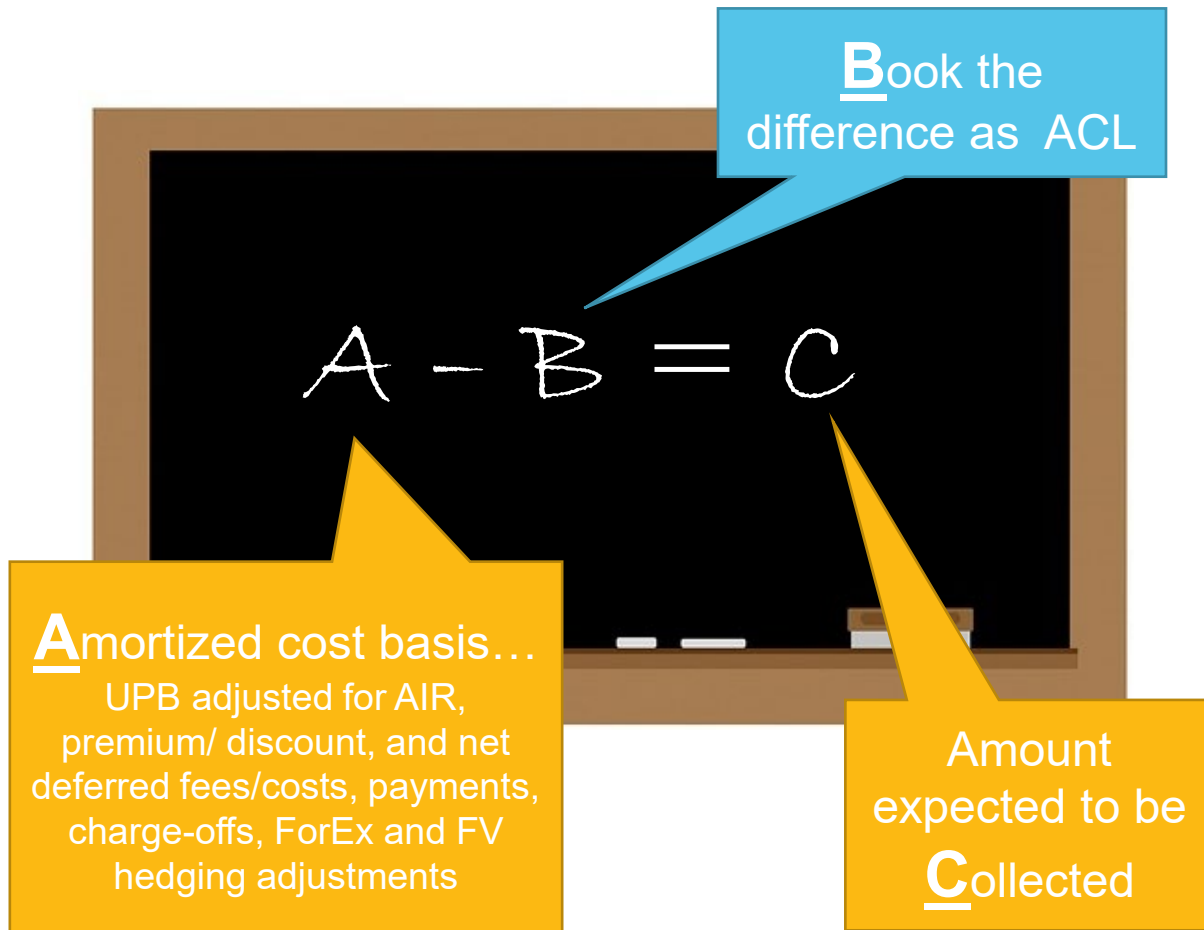 Book the
difference as ACL
A - B = C
Amortized cost basis…
UPB adjusted for AIR,
premium/ discount, and net
deferred fees/costs, payments,
charge-offs, ForEx and FV
hedging adjustments
Amount
expected to be
Collected